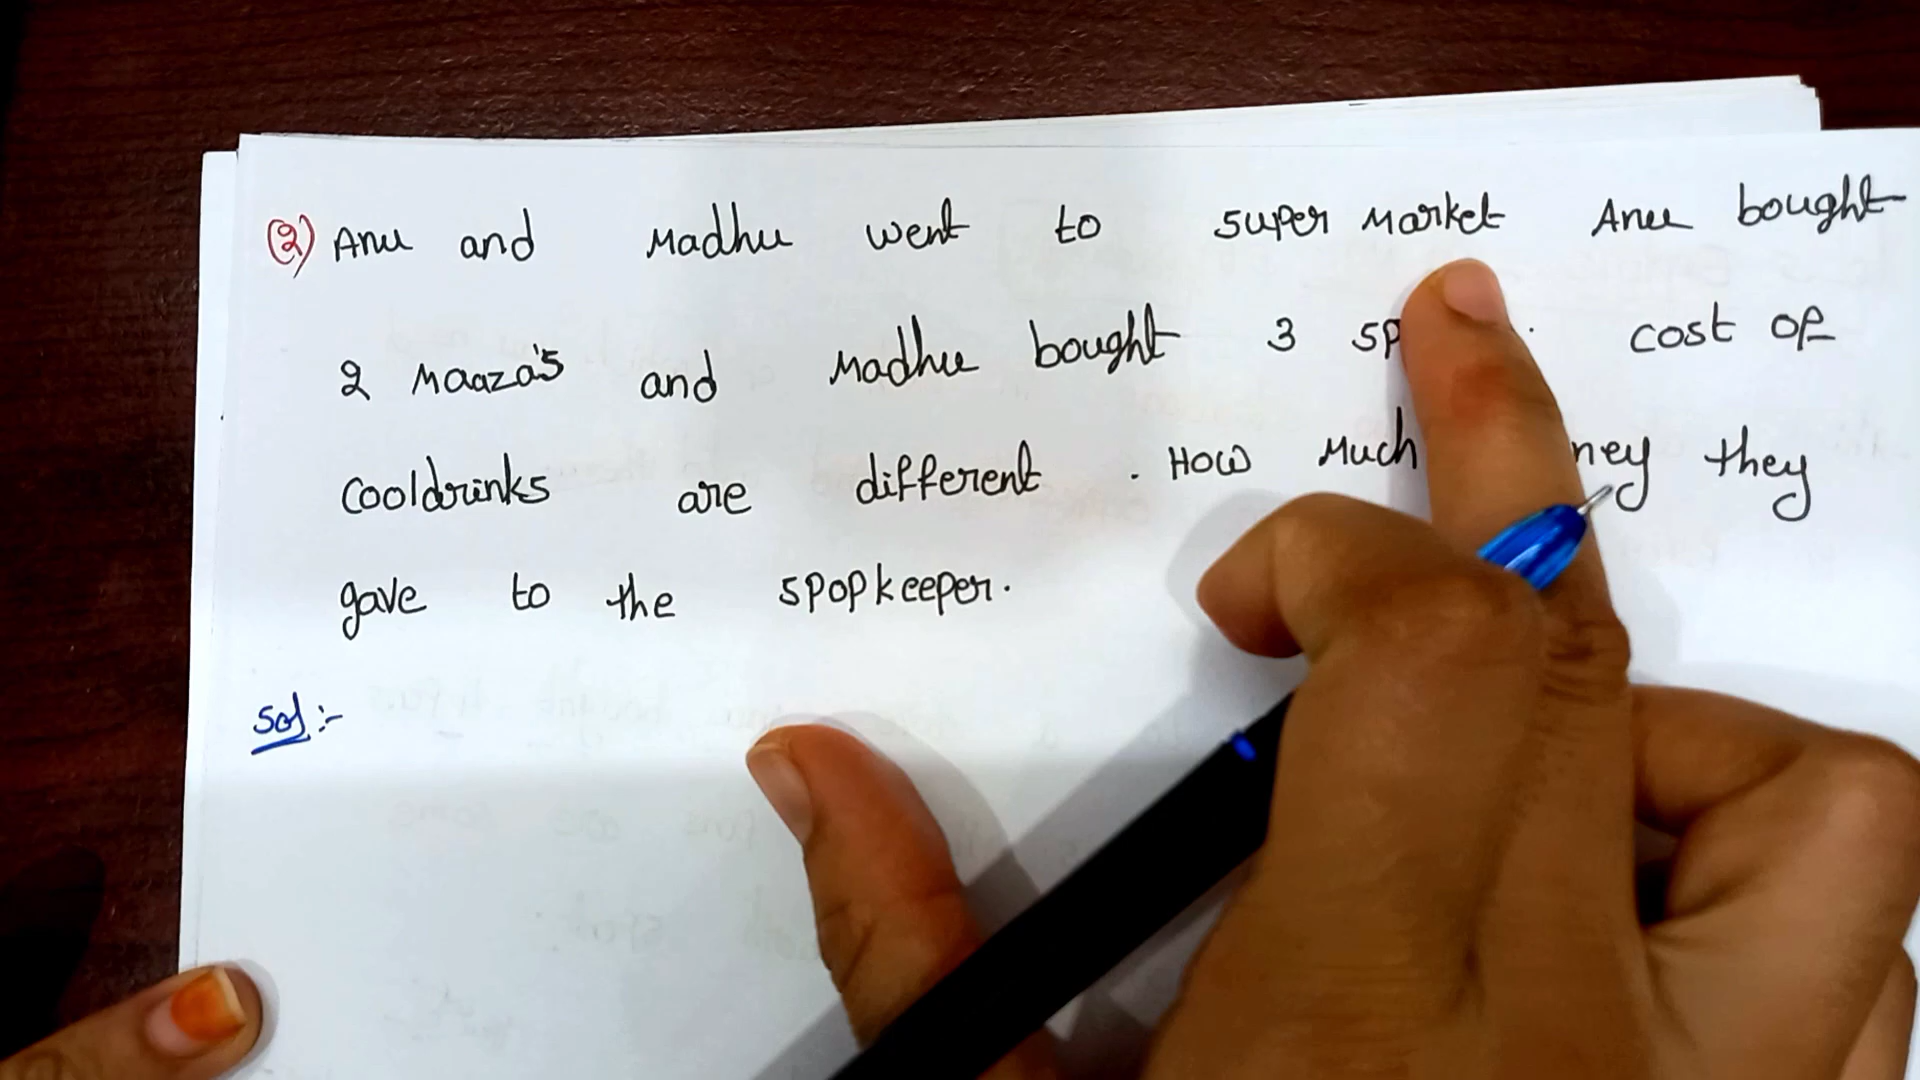 2) Anu and Madhu went to super Market Anu bought
2 Maaza's and Madhu bought 3 sp . cost of
cooldrinks are different . How Much ney they
gave to the spopkeeper.
Sol :-